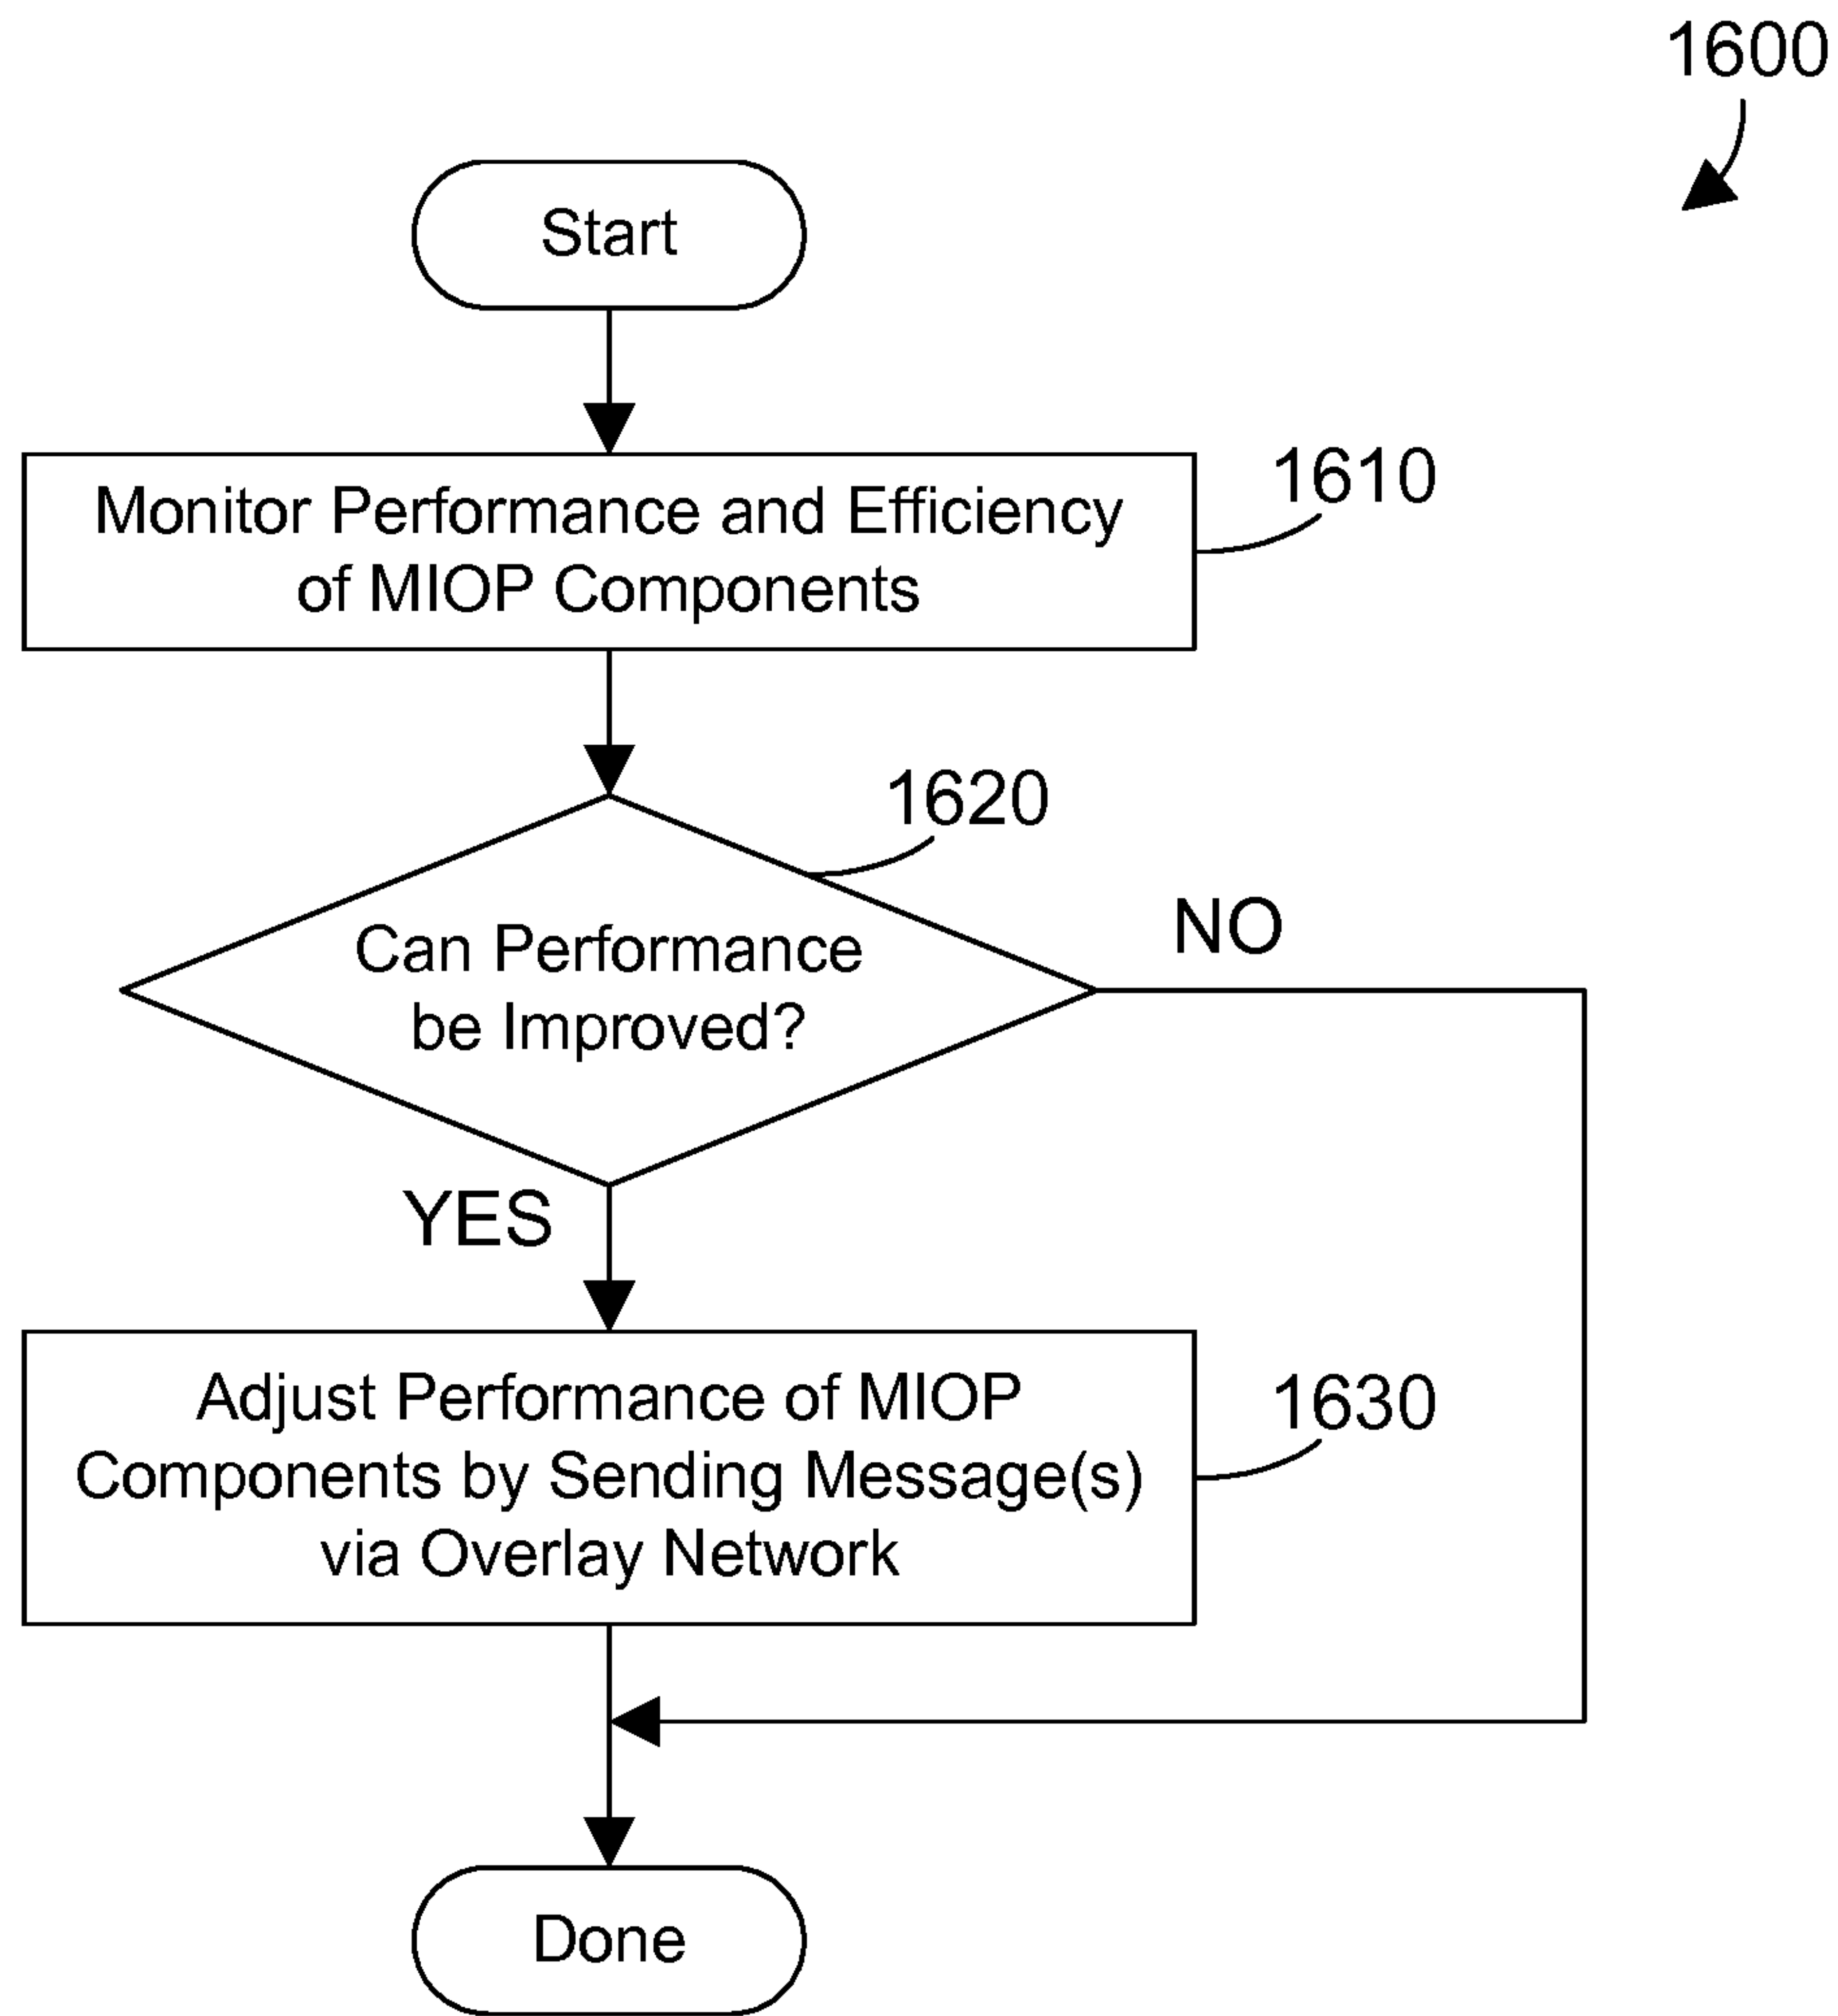 1600
Start
Monitor Performance and Efficiency
of MIOP Components
1610
1620
Can Performance
be Improved?
NO
YES
Adjust Performance of MIOP
Components by Sending Message(s)
via Overlay Network
1630
Done